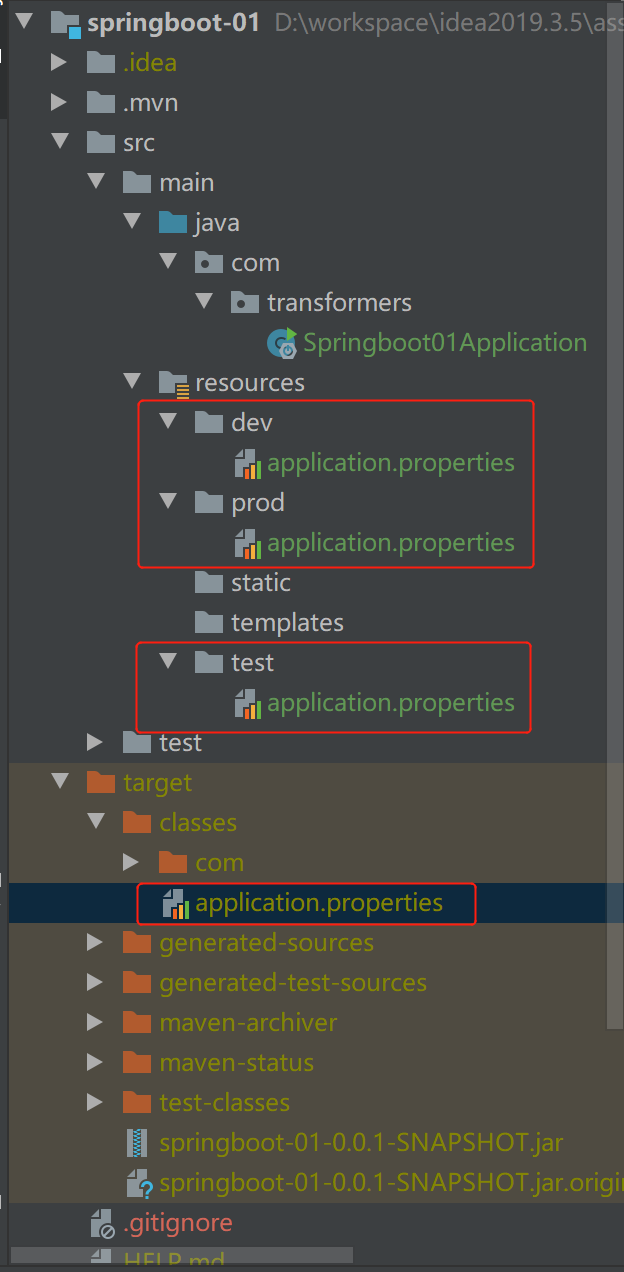 springboot-01 D:\workspace\idea2019.3.5\ass
.idea
.mvn
src
main
java
com
transformers
Springboot01Application
resources
dev
application.properties
prod
application.properties
static
templates
test
application.properties
test
target
classes
com
application.properties
generated-sources
generated-test-sources
maven-archiver
maven-status
test-classes
springboot-01-0.0.1-SNAPSHOT.jar
springboot-01-0.0.1-SNAPSHOT.jar.origin
.gitignore
HELP.md